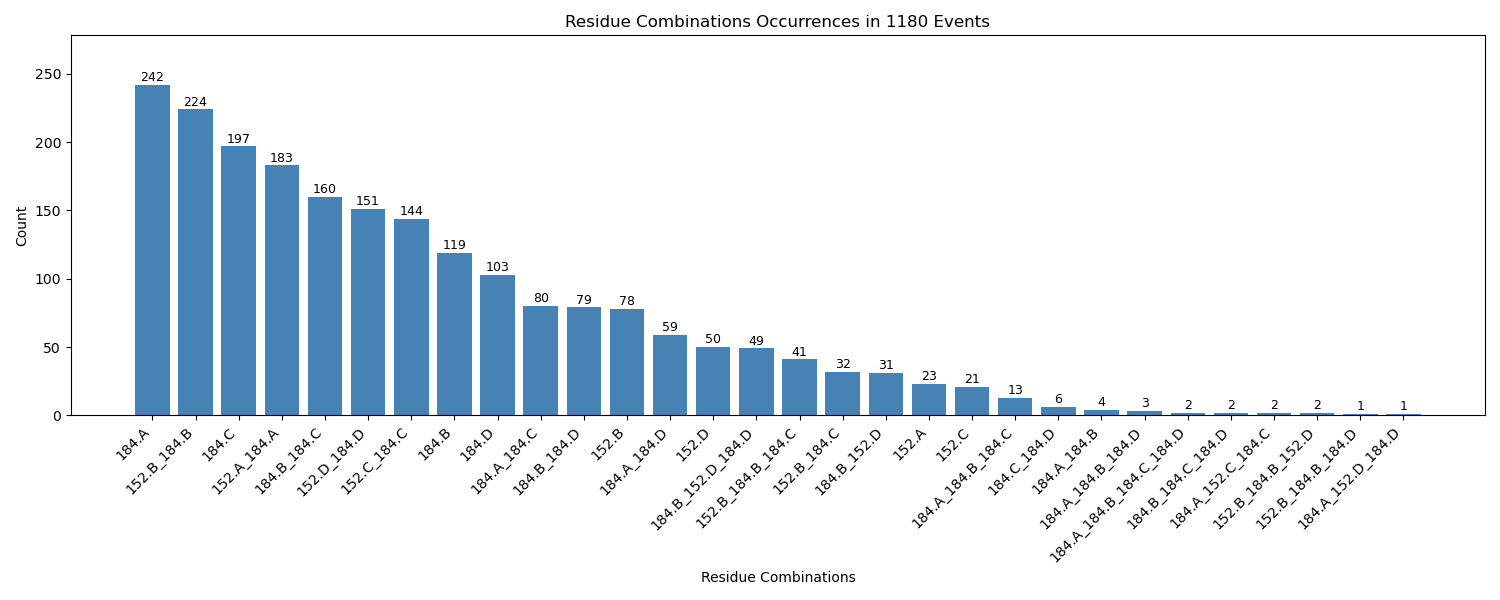 Residue Combinations Occurrences in 1180 Events
Count
250
200
150
100
50
0
242
224
197
183
160
151
144
119
103
80
79
78
59
50
49
41
32
31
23
21
13
6
4
3
2
2
2
2
1
1
184.A
152.B_184.B
184.C
152.A_184.A
184.B_184.C
152.D_184.D
152.C_184.C
184.B
184.D
184.A_184.C
184.B_184.D
152.B
184.A_184.D
152.D
184.B_152.D_184.D
152.B_184.B_184.C
152.B_184.C
184.B_152.D
152.A
152.C
184.A_184.B_184.C
184.C_184.D
184.A_184.B
184.A_184.B_184.D
184.A_184.B_184.C_184.D
184.B_184.C_184.D
184.A_152.C_184.C
152.B_184.B_152.D
152.B_184.B_184.D
184.A_152.D_184.D
Residue Combinations